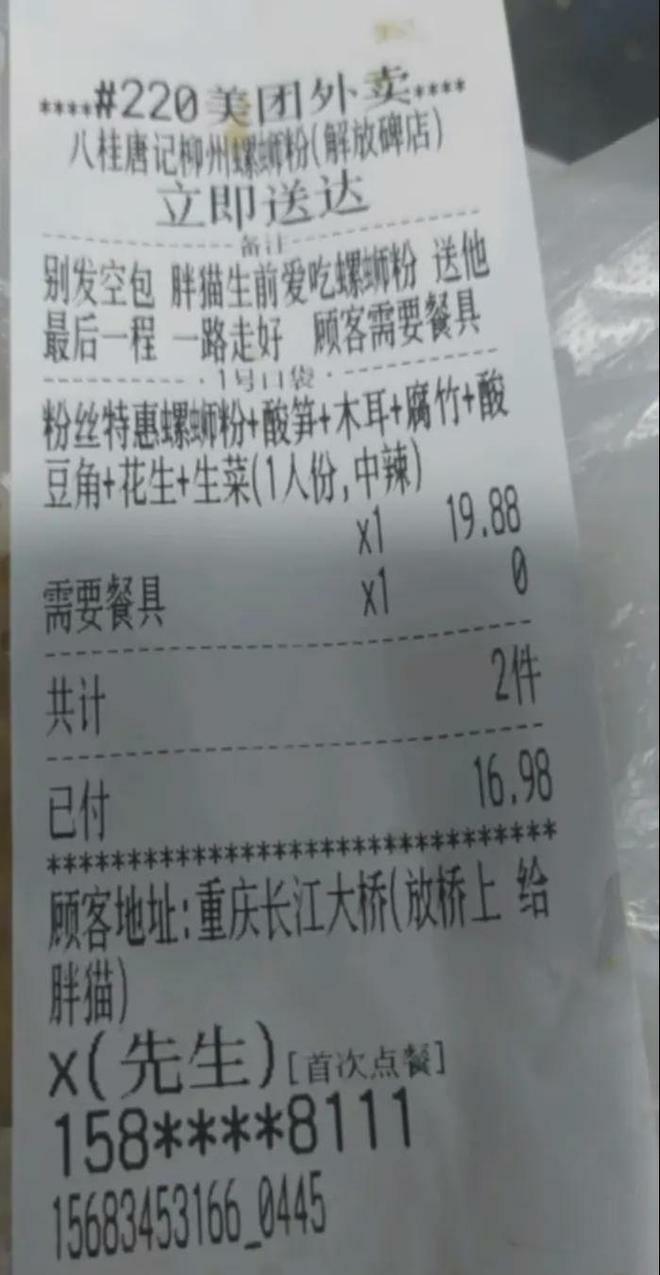 ****#220美团外卖****
八桂唐记柳州螺蛳粉(解放碑店)
立即送达
备注
别发空包 胖猫生前爱吃螺蛳粉 送他
最后一程 一路走好 顾客需要餐具
1号口袋
粉丝特惠螺蛳粉+酸笋+木耳+腐竹+酸
豆角+花生+生菜(1人份,中辣)
x1 19.88
需要餐具 x1 0
共计 2件
已付 16.98
********************************
顾客地址:重庆长江大桥(放桥上 给
胖猫)
x(先生)[首次点餐]
158****8111
15683453166_0445